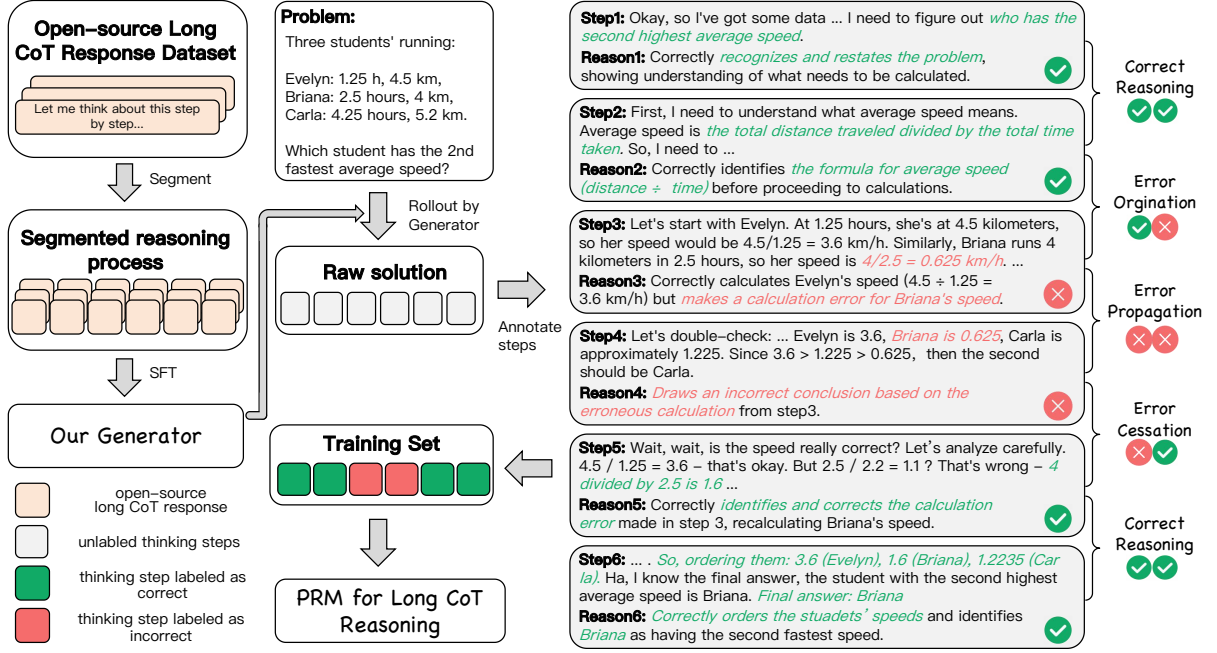 Open-source Long
CoT Response Dataset
Let me think about this step
by step...
Segment
Segmented reasoning
process
SFT
Our Generator
open-source
long CoT response
unlabled thinking steps
thinking step labeled as
correct
thinking step labeled as
incorrect
Problem:
Three students' running:
Evelyn: 1.25 h, 4.5 km,
Briana: 2.5 hours, 4 km,
Carla: 4.25 hours, 5.2 km.
Which student has the 2nd
fastest average speed?
Rollout by
Generator
Raw solution
Annotate
steps
Training Set
PRM for Long CoT
Reasoning
Step1: Okay, so I've got some data ... I need to figure out who has the
second highest average speed.
Reason1: Correctly recognizes and restates the problem,
showing understanding of what needs to be calculated.
Step2: First, I need to understand what average speed means.
Average speed is the total distance traveled divided by the total time
taken. So, I need to ...
Reason2: Correctly identifies the formula for average speed
(distance ÷ time) before proceeding to calculations.
Step3: Let's start with Evelyn. At 1.25 hours, she's at 4.5 kilometers,
so her speed would be 4.5/1.25 = 3.6 km/h. Similarly, Briana runs 4
kilometers in 2.5 hours, so her speed is 4/2.5 = 0.625 km/h. ...
Reason3: Correctly calculates Evelyn's speed (4.5 ÷ 1.25 =
3.6 km/h) but makes a calculation error for Briana's speed.
Step4: Let's double-check: ... Evelyn is 3.6, Briana is 0.625, Carla is
approximately 1.225. Since 3.6 > 1.225 > 0.625, then the second
should be Carla.
Reason4: Draws an incorrect conclusion based on the
erroneous calculation from step3.
Step5: Wait, wait, is the speed really correct? Let's analyze carefully.
4.5 / 1.25 = 3.6 – that's okay. But 2.5 / 2.2 = 1.1 ? That's wrong – 4
divided by 2.5 is 1.6 ...
Reason5: Correctly identifies and corrects the calculation
error made in step 3, recalculating Briana's speed.
Step6: ... . So, ordering them: 3.6 (Evelyn), 1.6 (Briana), 1.2235 (Car
la). Ha, I know the final answer, the student with the second highest
average speed is Briana. Final answer: Briana
Reason6: Correctly orders the stuadets' speeds and identifies
Briana as having the second fastest speed.
Correct
Reasoning
Error
Orgination
Error
Propagation
Error
Cessation
Correct
Reasoning